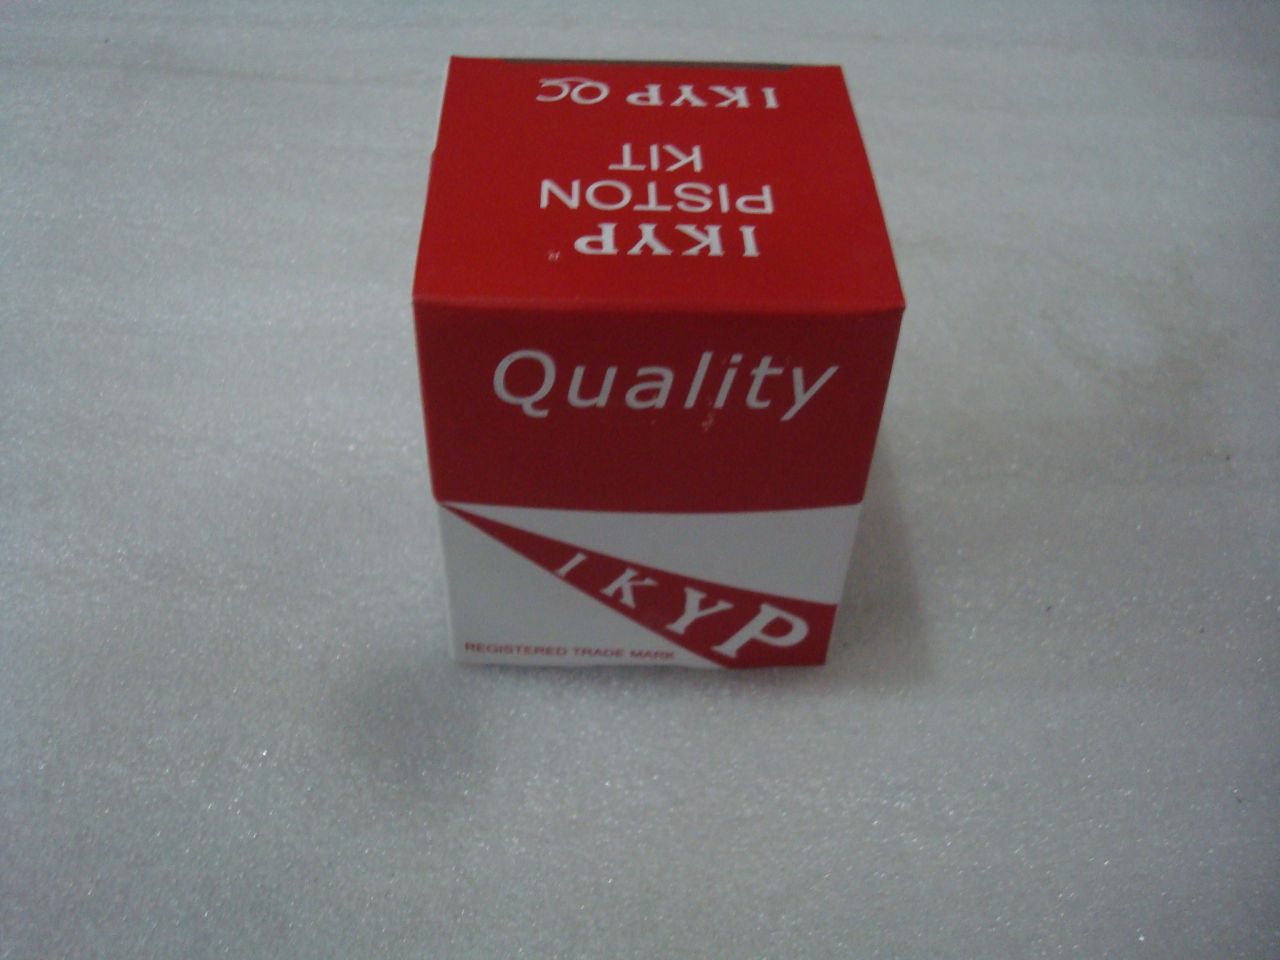 IKYP QC
IKYP®
PISTON
KIT
Quality
IKYP
REGISTERED TRADE MARK